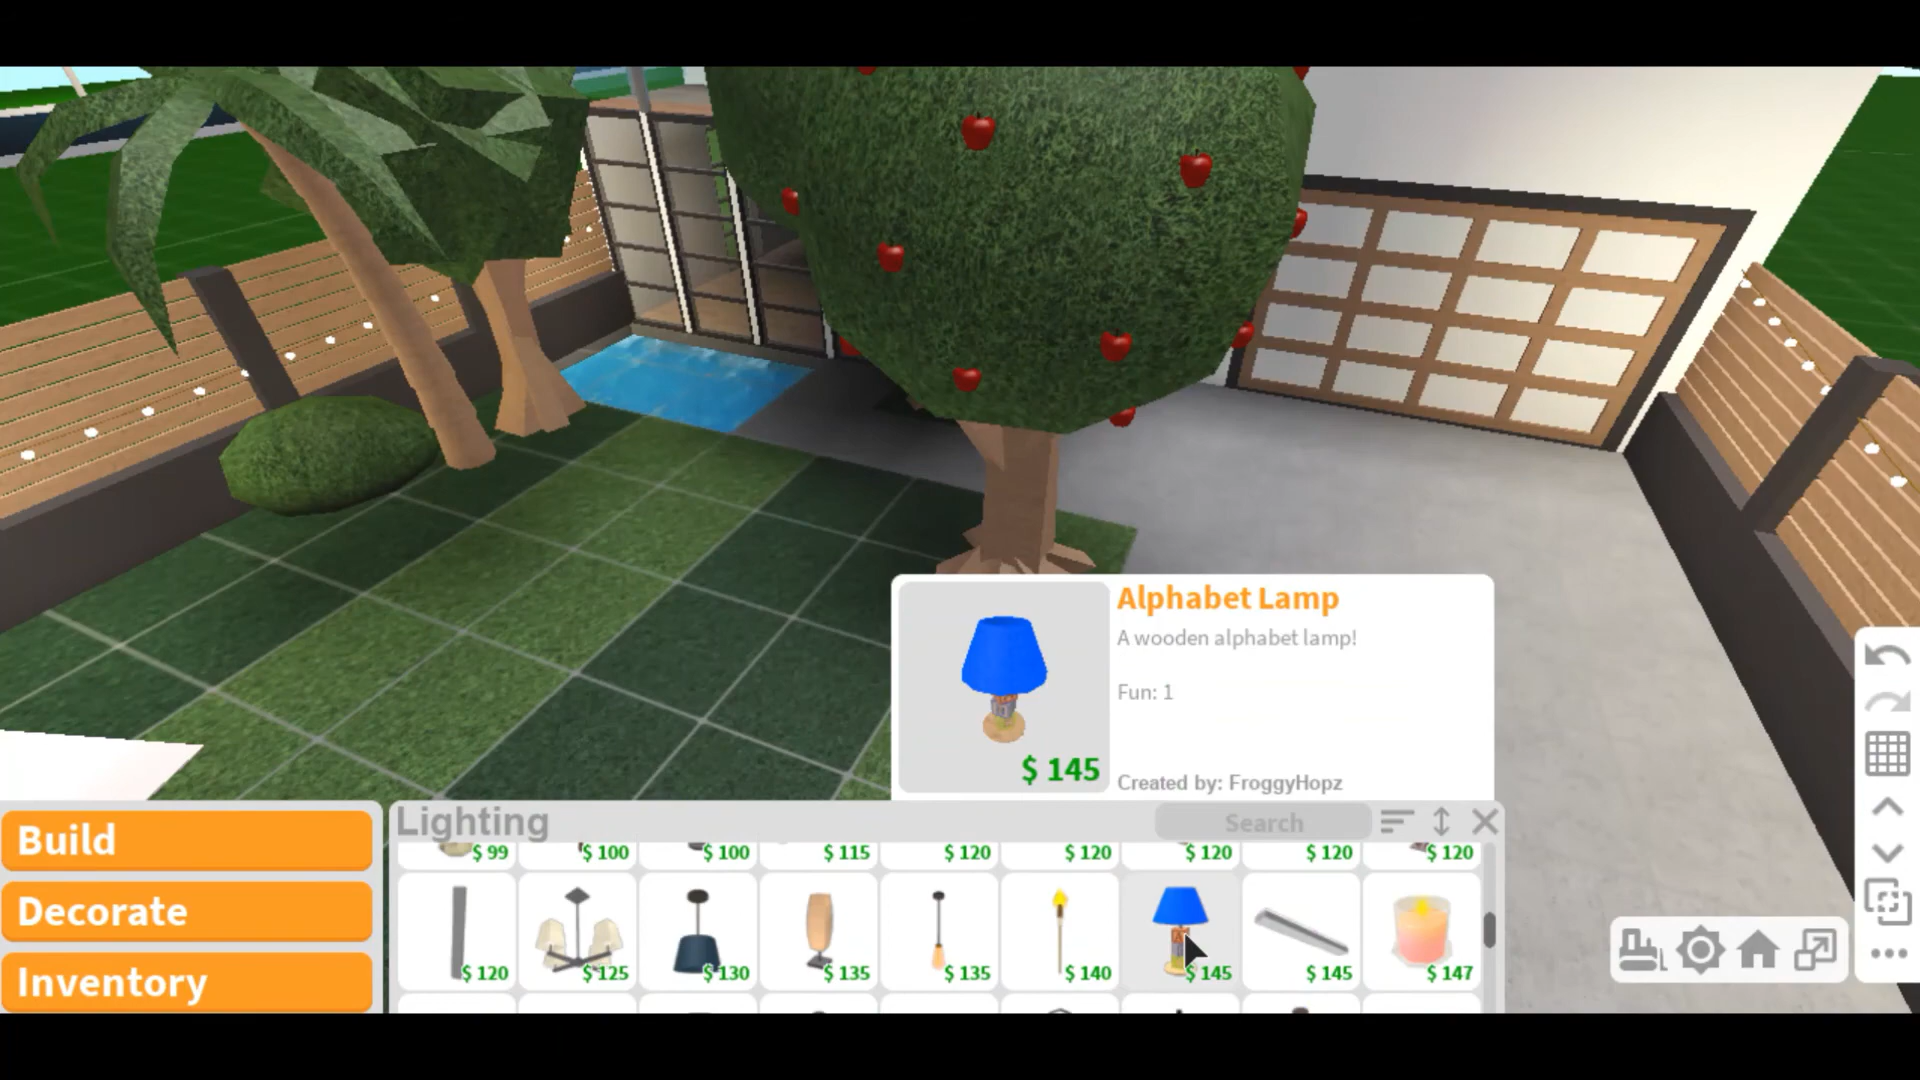 Alphabet Lamp
A wooden alphabet lamp!
Fun: 1
$ 145
Created by: FroggyHopz
Build
Decorate
Inventory
Lighting
Search
$ 99 $ 100 $ 100 $ 115 $ 120 $ 120 $ 120 $ 120 $ 120
$ 120 $ 125 $ 130 $ 135 $ 135 $ 140 $ 145 $ 145 $ 147